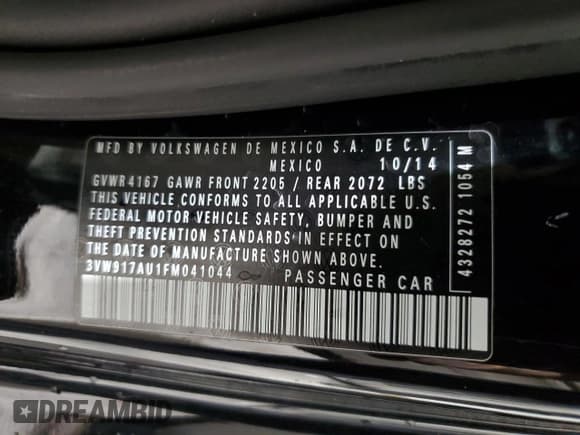 MFD BY VOLKSWAGEN DE MEXICO S.A. DE C.V.
MEXICO 10/14
GVWR 4167 GAWR FRONT 2205 / REAR 2072 LBS
THIS VEHICLE CONFORMS TO ALL APPLICABLE U.S.
FEDERAL MOTOR VEHICLE SAFETY, BUMPER AND
THEFT PREVENTION STANDARDS IN EFFECT ON
THE DATE OF MANUFACTURE SHOWN ABOVE.
3VW917AU1FM041044 PASSENGER CAR
4328272 1054 M
DREAMBID